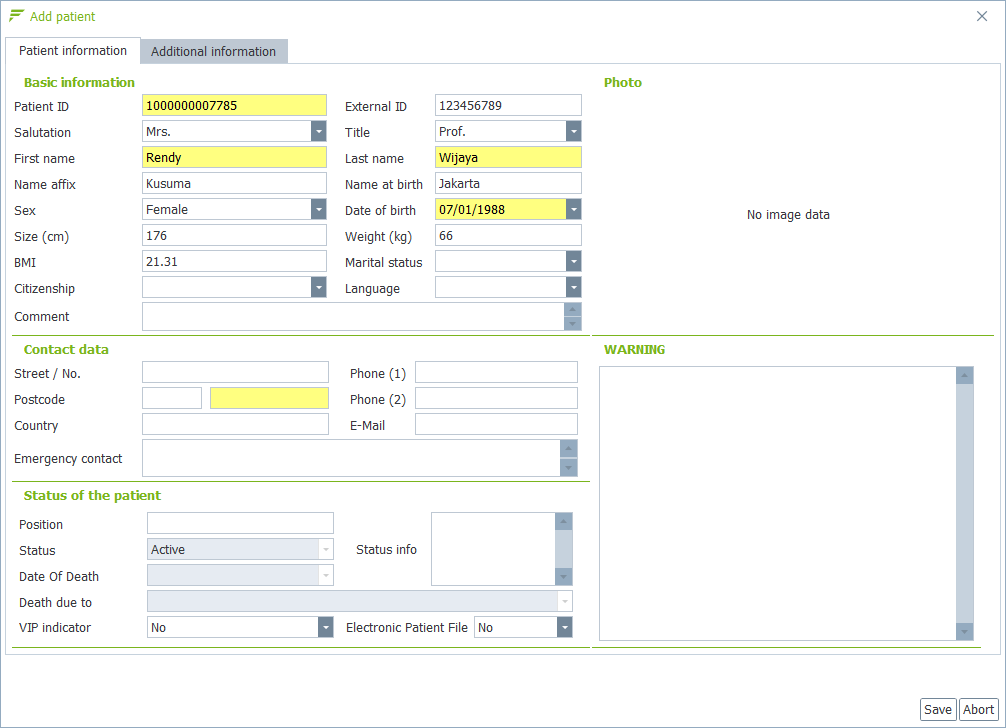 Add patient
Patient information Additional information
Basic information
Patient ID 1000000007785 External ID 123456789
Salutation Mrs. Title Prof.
First name Rendy Last name Wijaya
Name affix Kusuma Name at birth Jakarta
Sex Female Date of birth 07/01/1988
Size (cm) 176 Weight (kg) 66
BMI 21.31 Marital status
Citizenship Language
Comment
Photo
No image data
Contact data
Street / No. Phone (1)
Postcode Phone (2)
Country E-Mail
Emergency contact
WARNING
Status of the patient
Position
Status Active Status info
Date Of Death
Death due to
VIP indicator No Electronic Patient File No
Save Abort